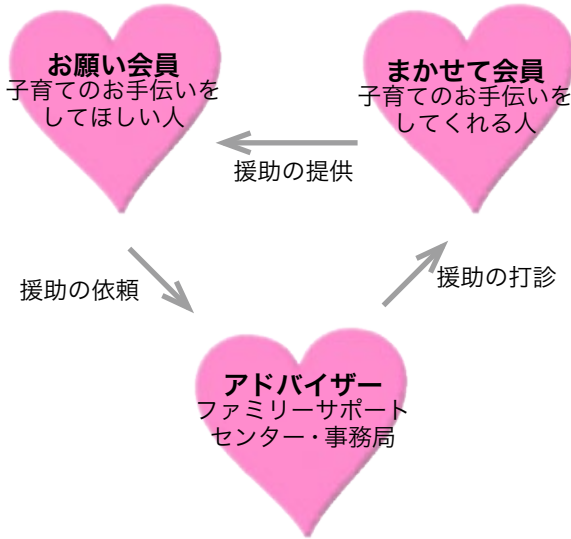 お願い会員
子育てのお手伝いを
してほしい人
まかせて会員
子育てのお手伝いを
してくれる人
援助の提供
援助の依頼
援助の打診
アドバイザー
ファミリーサポート
センター・事務局